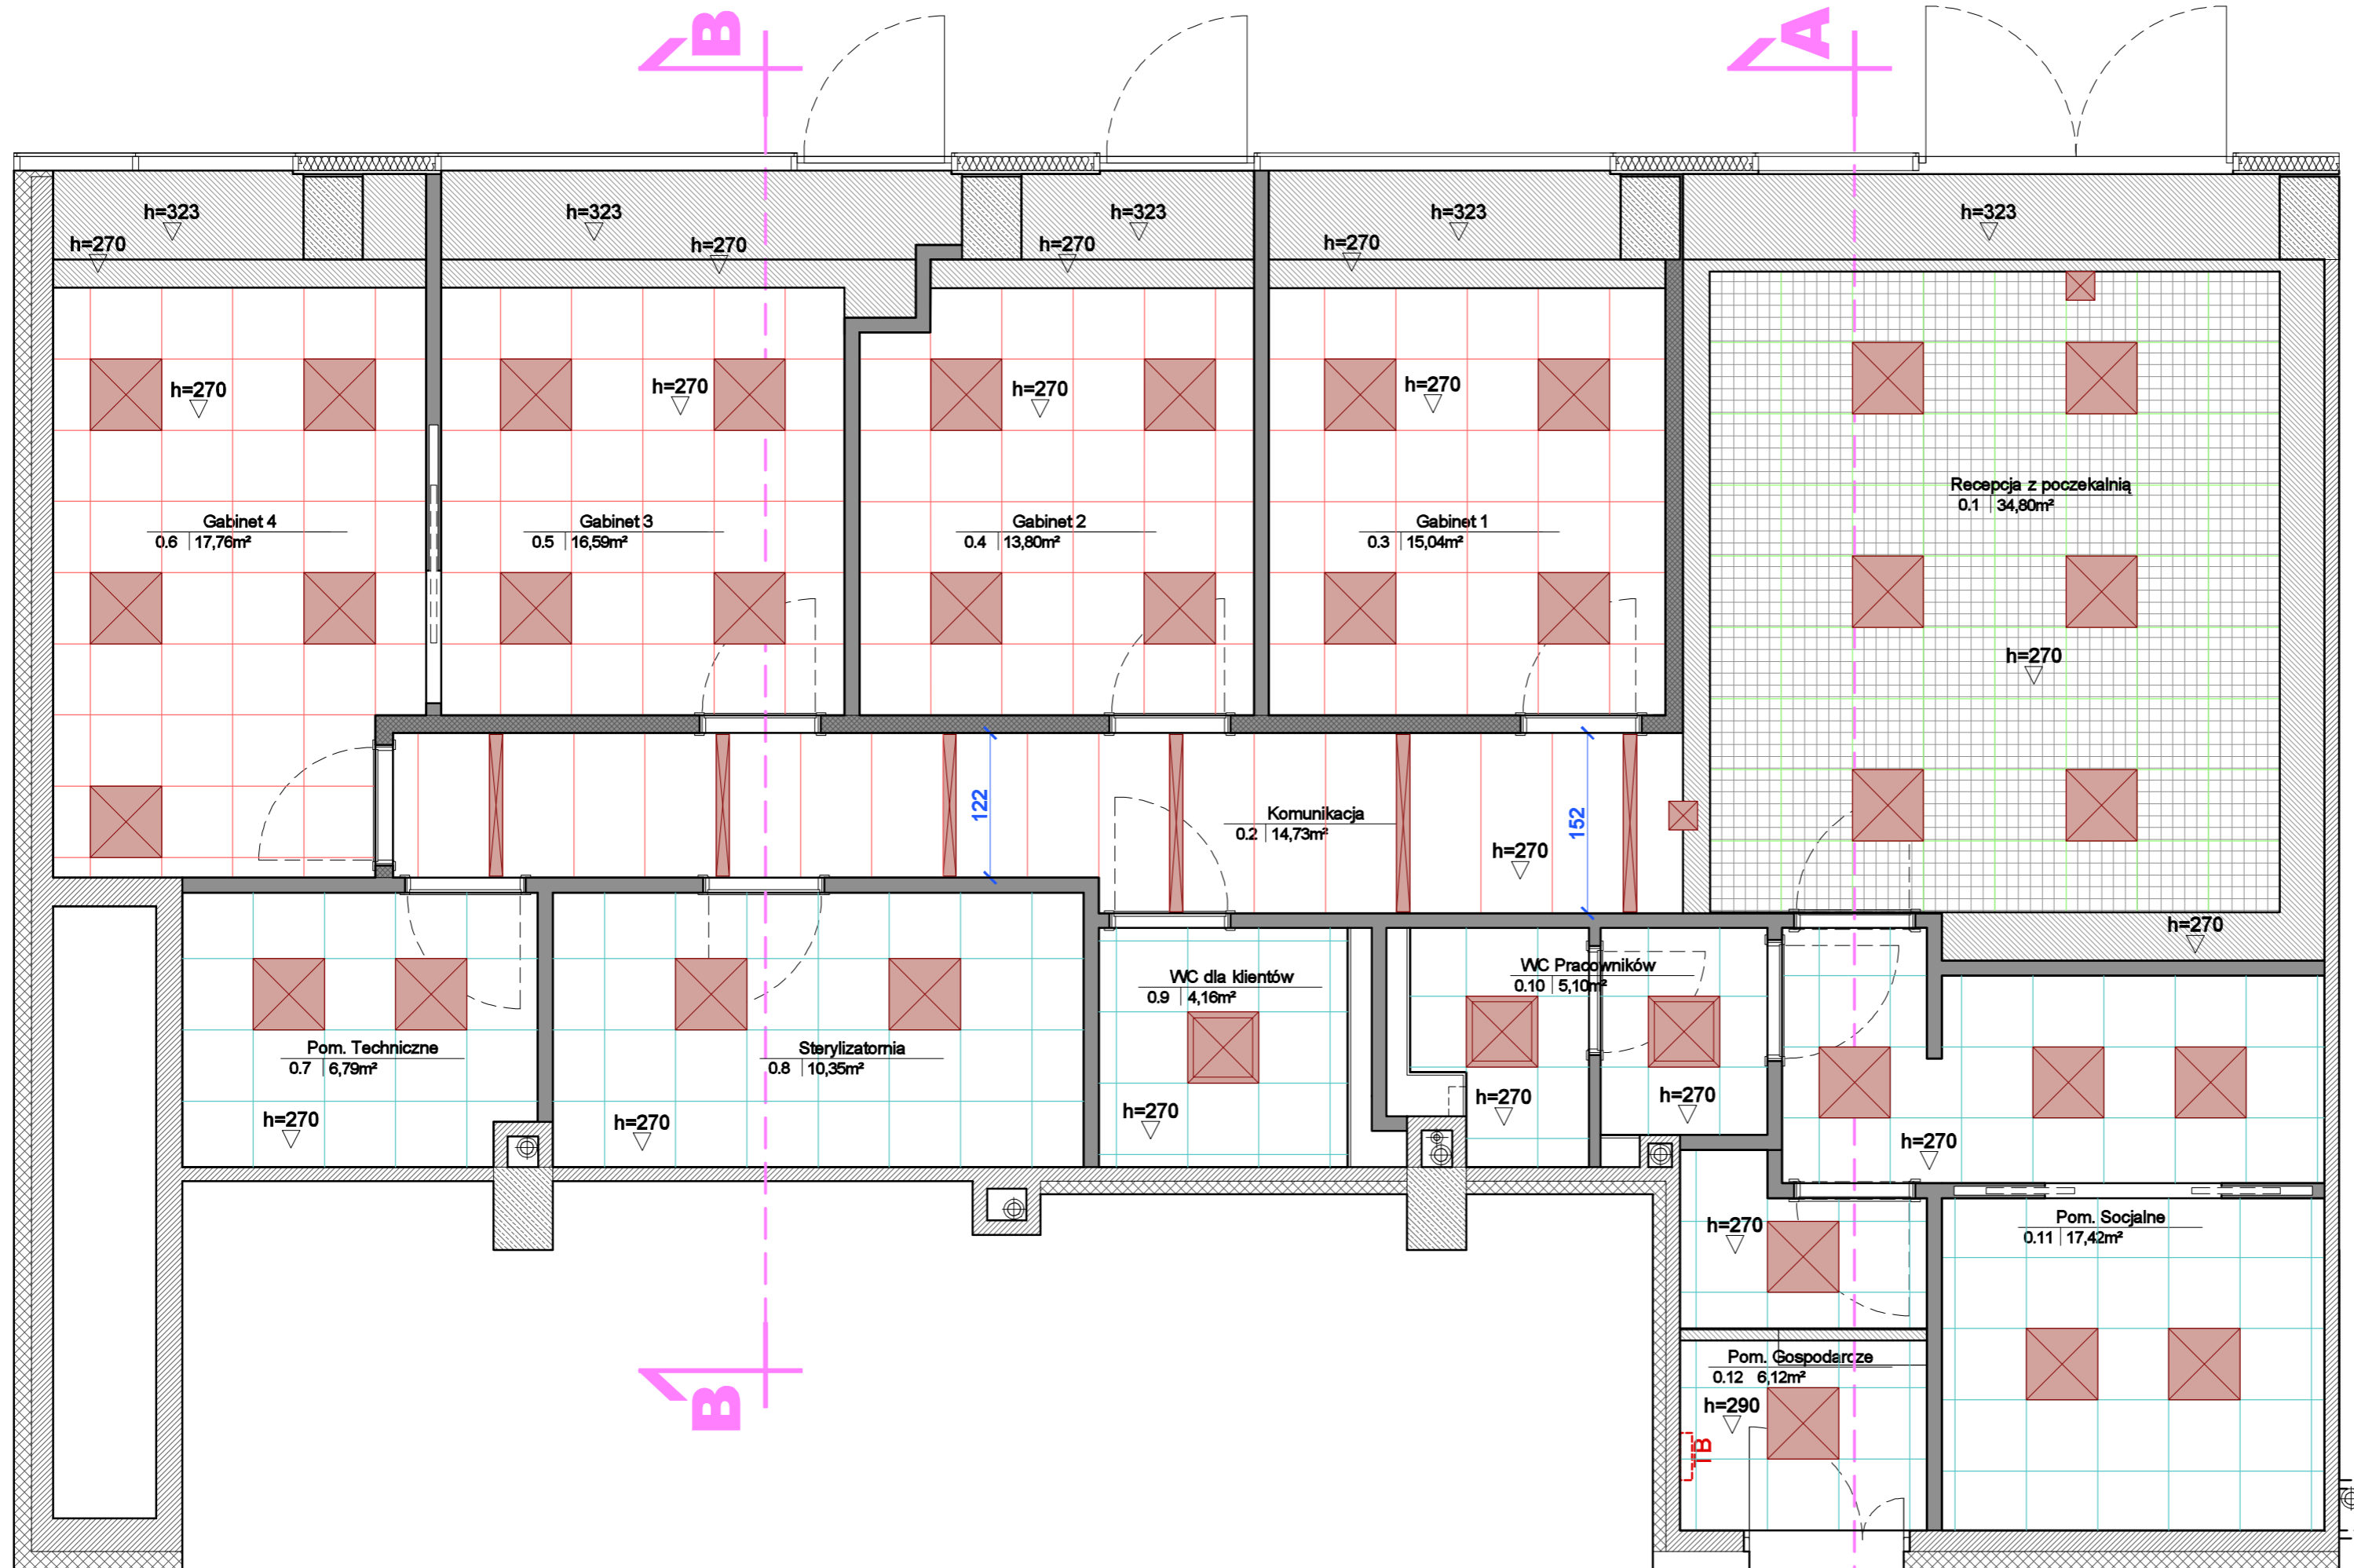 B
A
h=323
h=323
h=323
h=323
h=323
h=270
h=270
h=270
h=270
h=270
h=270
h=270
h=270
Recepcja z poczekalnią
0.1 34,80m²
Gabinet 4
0.6 17,76m²
Gabinet 3
0.5 16,59m²
Gabinet 2
0.4 13,80m²
Gabinet 1
0.3 15,04m²
h=270
122
Komunikacja
0.2 14,73m²
152
h=270
h=270
WC dla klientów
0.9 4,16m²
WC Pracowników
0.10 5,10m²
Pom. Techniczne
0.7 6,79m²
Sterylizatornia
0.8 10,35m²
h=270
h=270
h=270
h=270
h=270
h=270
h=270
Pom. Socjalne
0.11 17,42m²
Pom. Gospodarcze
0.12 6,12m²
h=290
B
TB